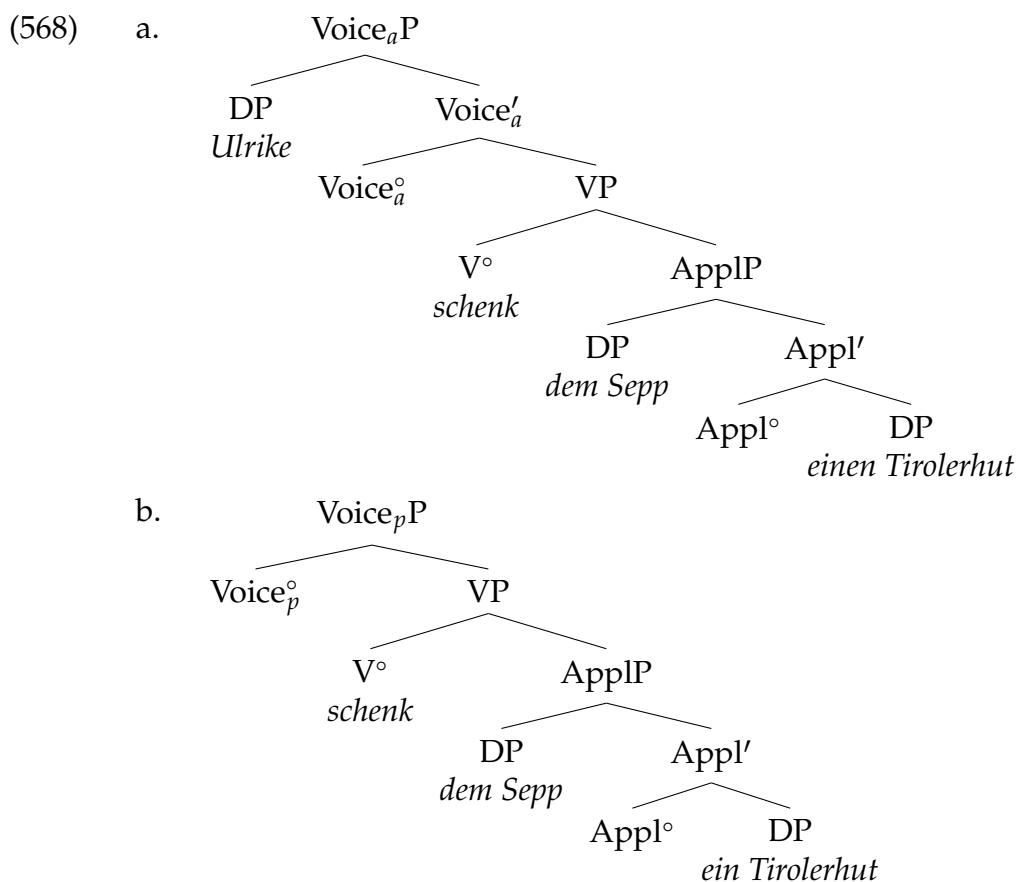 (568) a. VoiceₐP
DP Voice′ₐ
Ulrike
Voice°ₐ VP
V° ApplP
schenk
DP Appl′
dem Sepp
Appl° DP
einen Tirolerhut
b. VoiceₚP
Voice°ₚ VP
V° ApplP
schenk
DP Appl′
dem Sepp
Appl° DP
ein Tirolerhut